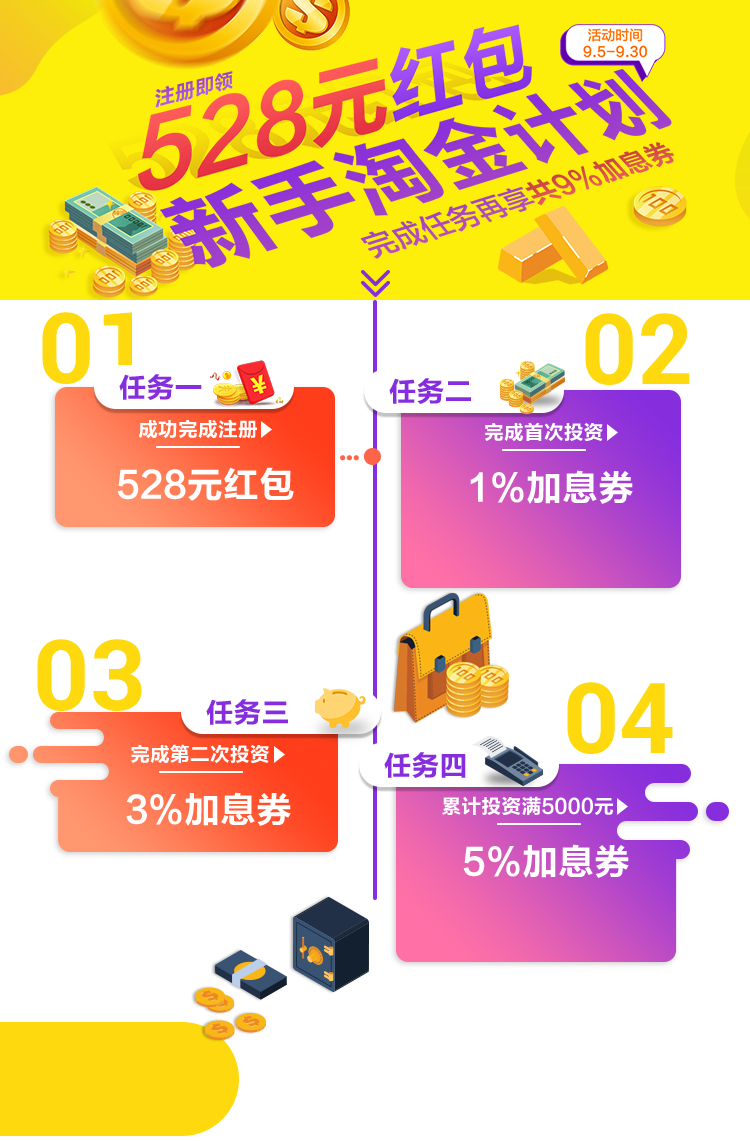 注册即领
528元红包
新手淘金计划
完成任务再享共9%加息券
活动时间
9.5-9.30
01
任务一
成功完成注册
528元红包
02
任务二
完成首次投资
1%加息券
03
任务三
完成第二次投资
3%加息券
04
任务四
累计投资满5000元
5%加息券